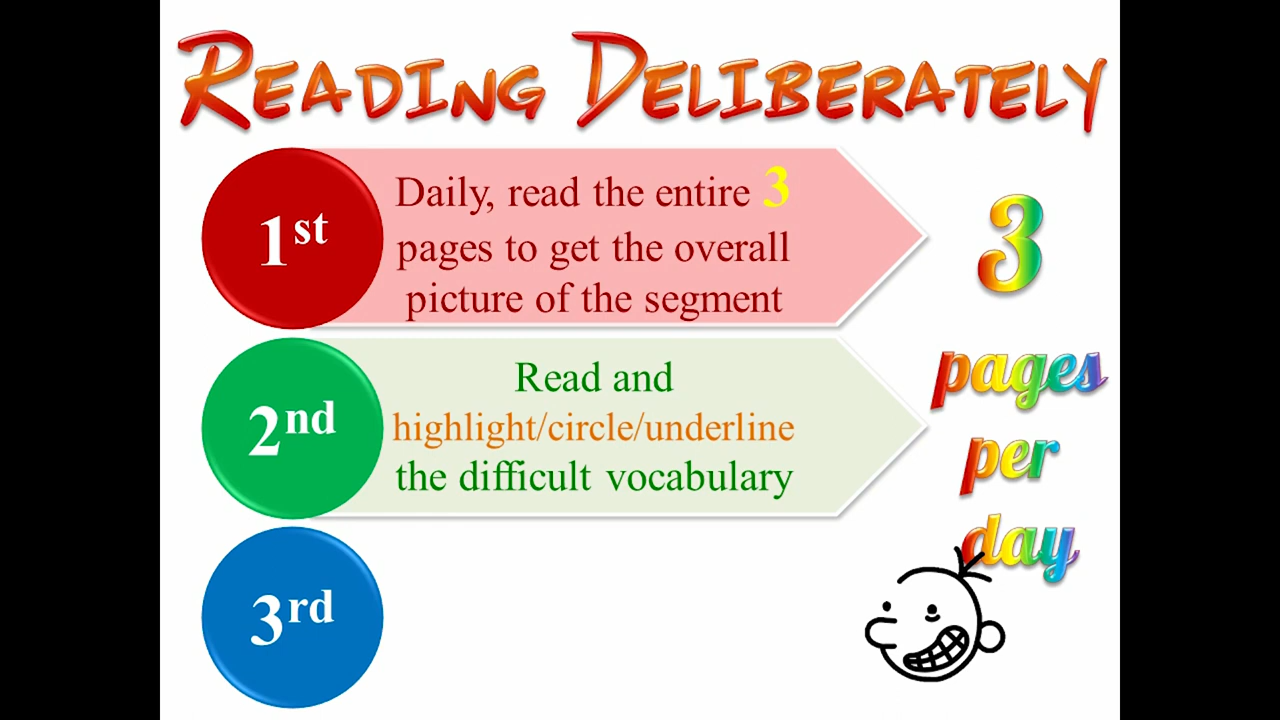 READING DELIBERATELY
1st
Daily, read the entire 3
pages to get the overall
picture of the segment
2nd
Read and
highlight/circle/underline
the difficult vocabulary
3rd
3
pages
per
day